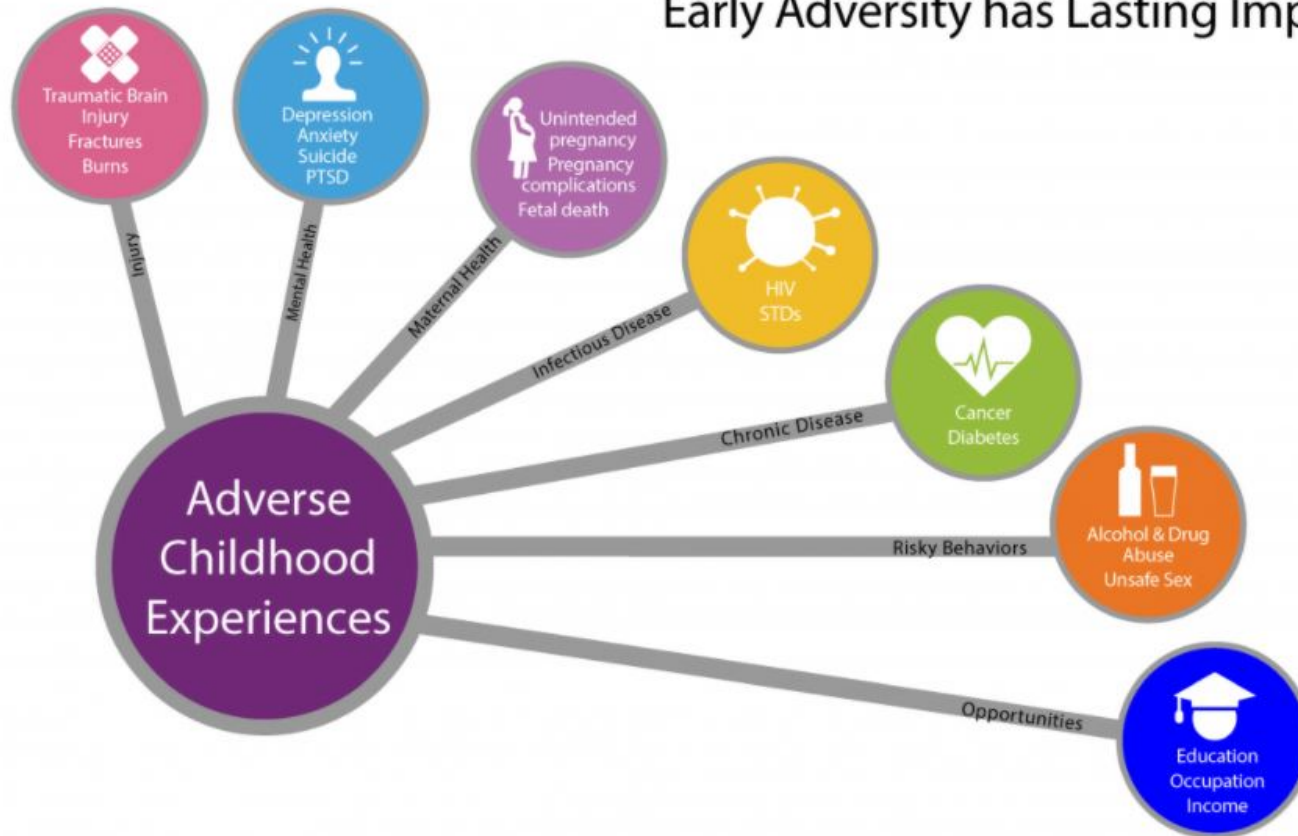 Early Adversity has Lasting Imp
Traumatic Brain
Injury
Fractures
Burns
Depression
Anxiety
Suicide
PTSD
Unintended
pregnancy
Pregnancy
complications
Fetal death
HIV
STDs
Cancer
Diabetes
Alcohol & Drug
Abuse
Unsafe Sex
Education
Occupation
Income
Injury
Mental Health
Maternal Health
Infectious Disease
Chronic Disease
Risky Behaviors
Opportunities
Adverse
Childhood
Experiences